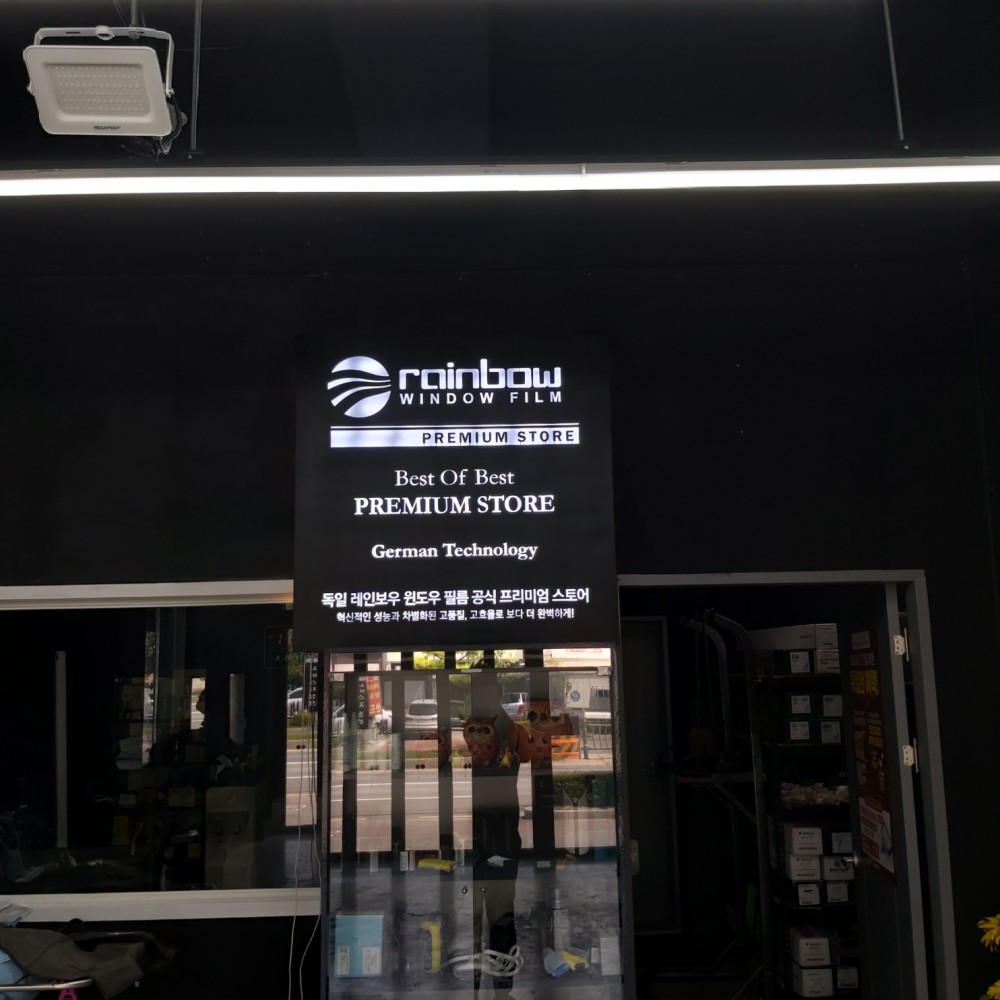 rainbow
WINDOW FILM
PREMIUM STORE
Best Of Best
PREMIUM STORE
German Technology
독일 레인보우 윈도우 필름 공식 프리미엄 스토어
혁신적인 성능과 차별화된 고품질, 고효율로 보다 더 완벽하게!